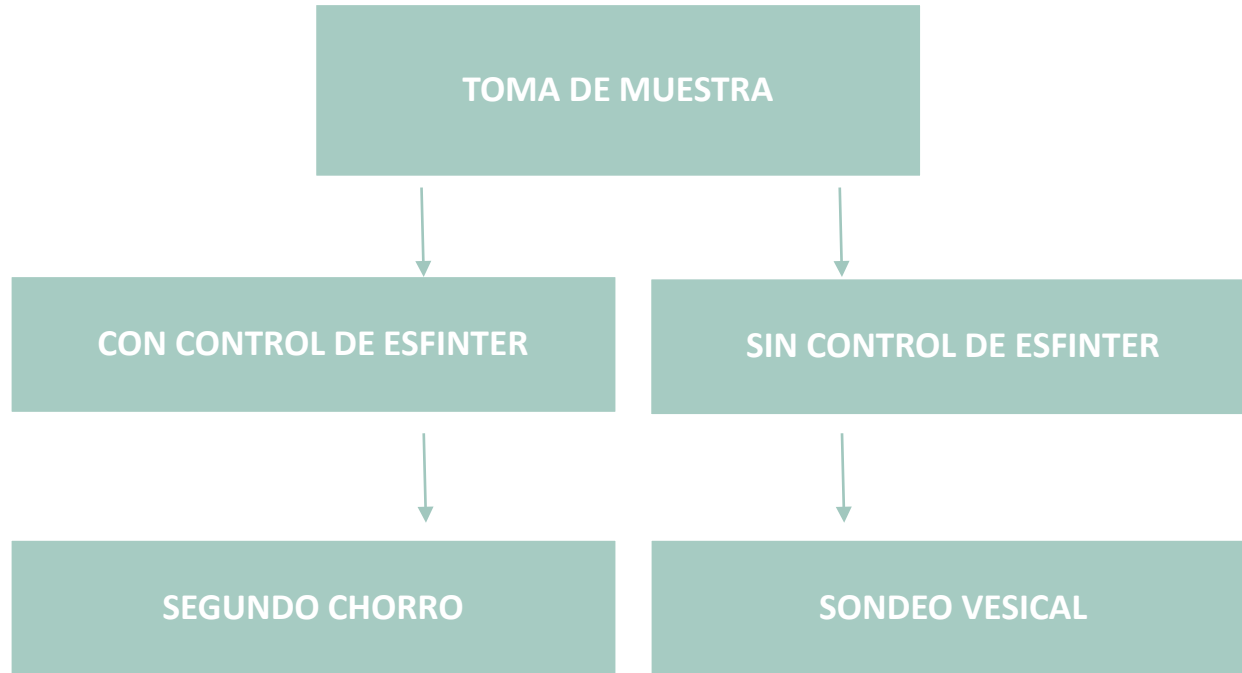 TOMA DE MUESTRA
CON CONTROL DE ESFINTER
SIN CONTROL DE ESFINTER
SEGUNDO CHORRO
SONDEO VESICAL